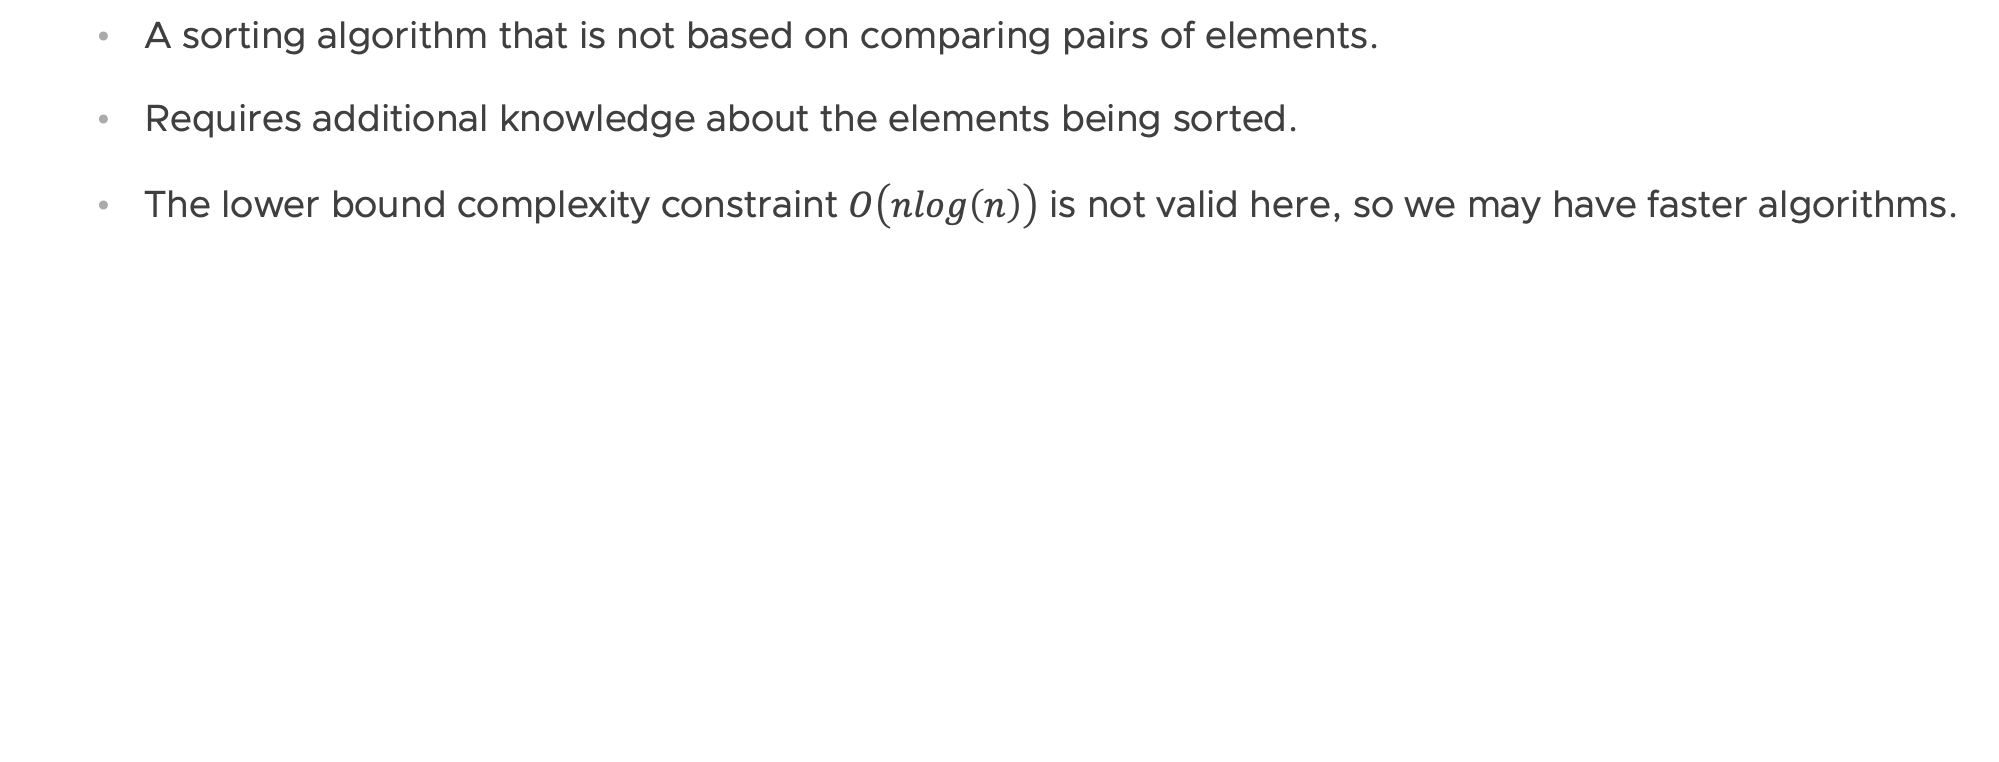 • A sorting algorithm that is not based on comparing pairs of elements.
• Requires additional knowledge about the elements being sorted.
• The lower bound complexity constraint O(nlog(n)) is not valid here, so we may have faster algorithms.